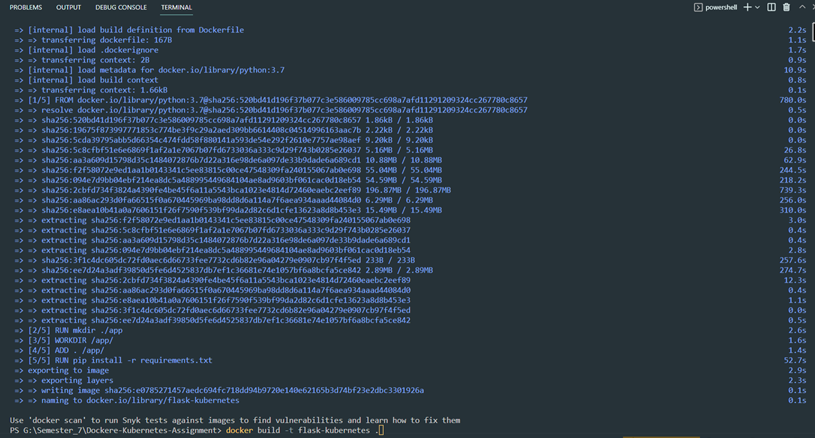 PROBLEMS OUTPUT DEBUG CONSOLE TERMINAL powershell
=> [internal] load build definition from Dockerfile 2.2s
=> => transferring dockerfile: 167B 1.1s
=> [internal] load .dockerignore 1.7s
=> => transferring context: 2B 0.9s
=> [internal] load metadata for docker.io/library/python:3.7 10.9s
=> [internal] load build context 0.8s
=> => transferring context: 1.66kB 0.1s
=> [1/5] FROM docker.io/library/python:3.7@sha256:520bd41d196f37b077c3e586009785cc698a7afd11291209324cc267780c8657 780.0s
=> => resolve docker.io/library/python:3.7@sha256:520bd41d196f37b077c3e586009785cc698a7afd11291209324cc267780c8657 0.5s
=> => sha256:520bd41d196f37b077c3e586009785cc698a7afd11291209324cc267780c8657 1.86kB / 1.86kB 0.0s
=> => sha256:19675f873997771853c774be3f9c29a2aed309bb6614408c04514996163aac7b 2.22kB / 2.22kB 0.0s
=> => sha256:5cda39795abb5d66354c474fdd58f880141a593de54e292f2610e7757ae98aef 9.20kB / 9.20kB 0.0s
=> => sha256:5c8cfbf51e6e6869f1af2a1e7067b07fd6733036a333c9d29f743b0285e26037 5.16MB / 5.16MB 26.8s
=> => sha256:aa3a609d15798d35c1484072876b7d22a316e98de6a097de33b9dade6a689cd1 10.88MB / 10.88MB 62.9s
=> => sha256:f2f58072e9ed1aa1b0143341c5ee83815c00ce47548309fa240155067ab0e698 55.04MB / 55.04MB 244.5s
=> => sha256:094e7d9bb04ebf214ea8dc5a488995449684104ae8ad9603bf061cac0d18eb54 54.59MB / 54.59MB 218.2s
=> => sha256:2cbfd734f3824a4390fe4be45f6a11a5543bca1023e4814d72460eaebc2eef89 196.87MB / 196.87MB 739.3s
=> => sha256:aa86ac293d0fa66515f0a670445969ba98dd8d6a114a7f6aea934aaad44084d0 6.29MB / 6.29MB 256.0s
=> => sha256:e8aea10b41a0a7606151f26f7590f539bf99da2d82c6d1cfe13623a8d8b453e3 15.49MB / 15.49MB 310.0s
=> => extracting sha256:f2f58072e9ed1aa1b0143341c5ee83815c00ce47548309fa240155067ab0e698 3.0s
=> => extracting sha256:5c8cfbf51e6e6869f1af2a1e7067b07fd6733036a333c9d29f743b0285e26037 0.4s
=> => extracting sha256:aa3a609d15798d35c1484072876b7d22a316e98de6a097de33b9dade6a689cd1 0.4s
=> => extracting sha256:094e7d9bb04ebf214ea8dc5a488995449684104ae8ad9603bf061cac0d18eb54 2.8s
=> => sha256:3f1c4dc605dc72fd0aec6d66733fee7732cd6b82e96a04279e0907cb97f4f5ed 233B / 233B 257.6s
=> => sha256:ee7d24a3adf39850d5fe6d4525837db7ef1c36681e74e1057bf6a8bcfa5ce842 2.89MB / 2.89MB 274.7s
=> => extracting sha256:2cbfd734f3824a4390fe4be45f6a11a5543bca1023e4814d72460eaebc2eef89 12.3s
=> => extracting sha256:aa86ac293d0fa66515f0a670445969ba98dd8d6a114a7f6aea934aaad44084d0 0.4s
=> => extracting sha256:e8aea10b41a0a7606151f26f7590f539bf99da2d82c6d1cfe13623a8d8b453e3 1.1s
=> => extracting sha256:3f1c4dc605dc72fd0aec6d66733fee7732cd6b82e96a04279e0907cb97f4f5ed 0.0s
=> => extracting sha256:ee7d24a3adf39850d5fe6d4525837db7ef1c36681e74e1057bf6a8bcfa5ce842 0.5s
=> [2/5] RUN mkdir ./app 2.6s
=> [3/5] WORKDIR /app/ 1.6s
=> [4/5] ADD . /app/ 1.4s
=> [5/5] RUN pip install -r requirements.txt 52.7s
=> exporting to image 2.9s
=> => exporting layers 2.3s
=> => writing image sha256:e0785271457aedc694fc718dd94b9720e140e62165b3d74bf23e2dbc3301926a 0.1s
=> => naming to docker.io/library/flask-kubernetes 0.1s
Use 'docker scan' to run Snyk tests against images to find vulnerabilities and learn how to fix them
PS G:\Semester_7\Dockere-Kubernetes-Assignment> docker build -t flask-kubernetes .